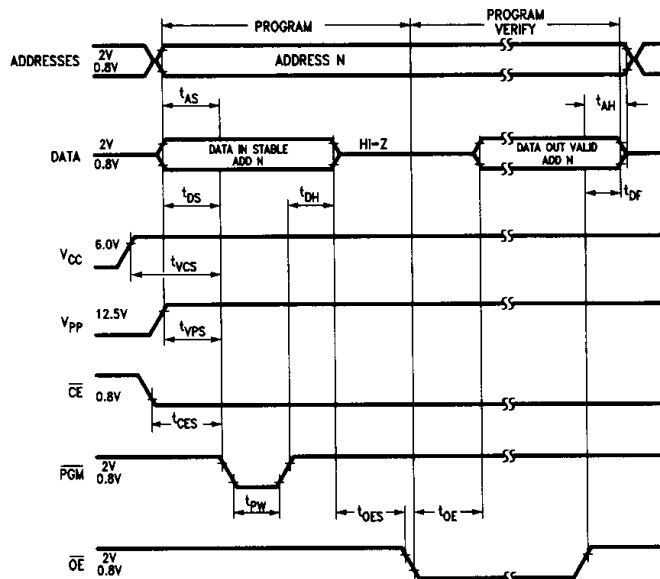 PROGRAM
PROGRAM
VERIFY
ADDRESSES
2V
0.8V
ADDRESS N
tAS
tAH
DATA
2V
0.8V
DATA IN STABLE
ADD N
HI-Z
DATA OUT VALID
ADD N
tDS
tDH
tDF
VCC
6.0V
tVCS
VPP
12.5V
tVPS
CE
0.8V
tCES
PGM
2V
0.8V
tPW
tOES
tOE
OE
2V
0.8V